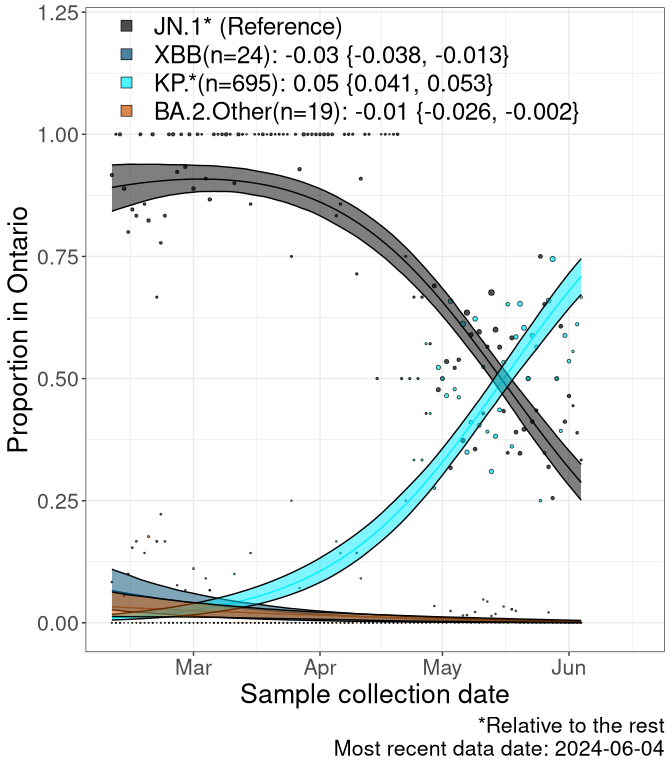 JN.1* (Reference)
XBB(n=24): -0.03 {-0.038, -0.013}
KP.*(n=695): 0.05 {0.041, 0.053}
BA.2.Other(n=19): -0.01 {-0.026, -0.002}
1.25
1.00
0.75
0.50
0.25
0.00
Proportion in Ontario
Mar Apr May Jun
Sample collection date
*Relative to the rest
Most recent data date: 2024-06-04